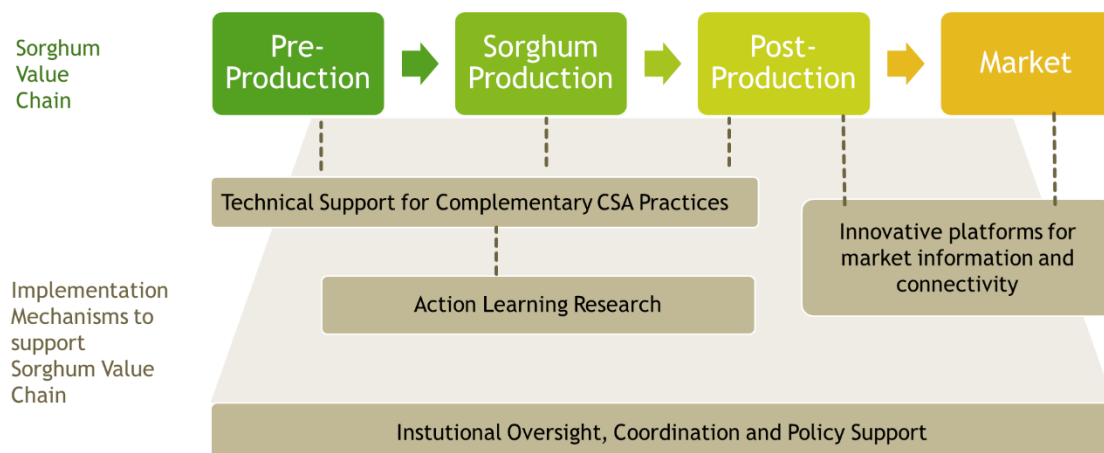 Sorghum
Value
Chain
Pre-
Production
Sorghum
Production
Post-
Production
Market
Technical Support for Complementary CSA Practices
Innovative platforms for
market information and
connectivity
Action Learning Research
Implementation
Mechanisms to
support
Sorghum Value
Chain
Instutional Oversight, Coordination and Policy Support